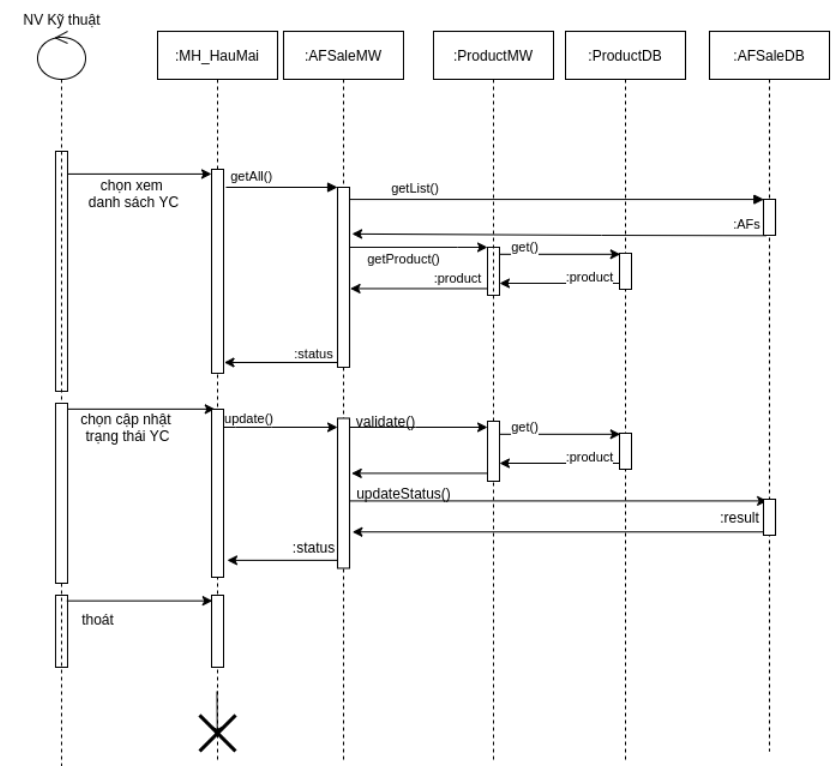 NV Kỹ thuật
:MH_HauMai
:AFSaleMW
:ProductMW
:ProductDB
:AFSaleDB
chọn xem
danh sách YC
getAll()
getList()
:AFs
getProduct()
get()
:product
:product
:status
chọn cập nhật
trạng thái YC
update()
validate()
get()
:product
updateStatus()
:result
:status
thoát